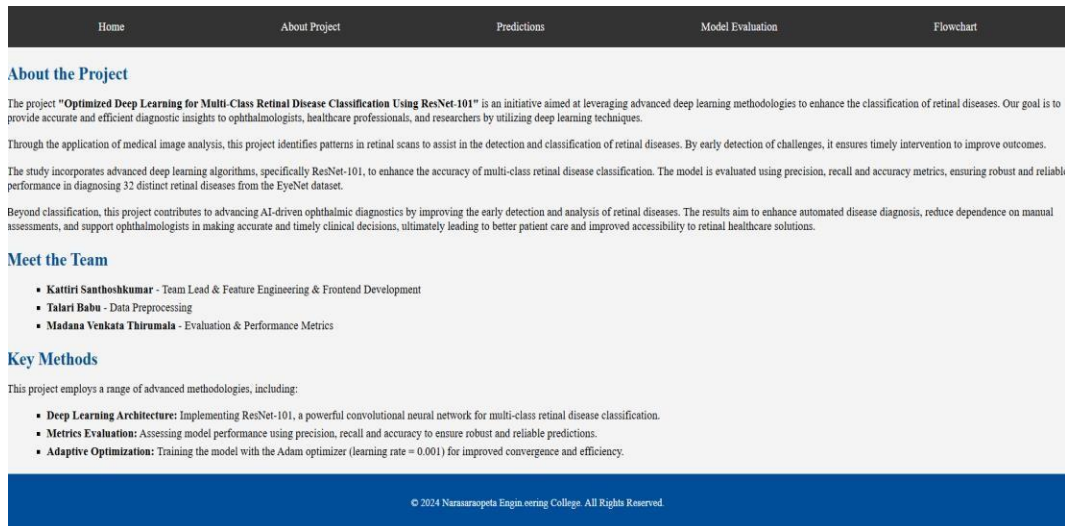 Home About Project Predictions Model Evaluation Flowchart
About the Project
The project "Optimized Deep Learning for Multi-Class Retinal Disease Classification Using ResNet-101" is an initiative aimed at leveraging advanced deep learning methodologies to enhance the classification of retinal diseases. Our goal is to
provide accurate and efficient diagnostic insights to ophthalmologists, healthcare professionals, and researchers by utilizing deep learning techniques.
Through the application of medical image analysis, this project identifies patterns in retinal scans to assist in the detection and classification of retinal diseases. By early detection of challenges, it ensures timely intervention to improve outcomes.
The study incorporates advanced deep learning algorithms, specifically ResNet-101, to enhance the accuracy of multi-class retinal disease classification. The model is evaluated using precision, recall and accuracy metrics, ensuring robust and reliable
performance in diagnosing 32 distinct retinal diseases from the EyeNet dataset.
Beyond classification, this project contributes to advancing AI-driven ophthalmic diagnostics by improving the early detection and analysis of retinal diseases. The results aim to enhance automated disease diagnosis, reduce dependence on manual
assessments, and support ophthalmologists in making accurate and timely clinical decisions, ultimately leading to better patient care and improved accessibility to retinal healthcare solutions.
Meet the Team
▪ Kattiri Santhoshkumar - Team Lead & Feature Engineering & Frontend Development
▪ Talari Babu - Data Preprocessing
▪ Madana Venkata Thirumala - Evaluation & Performance Metrics
Key Methods
This project employs a range of advanced methodologies, including:
▪ Deep Learning Architecture: Implementing ResNet-101, a powerful convolutional neural network for multi-class retinal disease classification.
▪ Metrics Evaluation: Assessing model performance using precision, recall and accuracy to ensure robust and reliable predictions.
▪ Adaptive Optimization: Training the model with the Adam optimizer (learning rate = 0.001) for improved convergence and efficiency.
© 2024 Narasaraopeta Engin.eering College. All Rights Reserved.